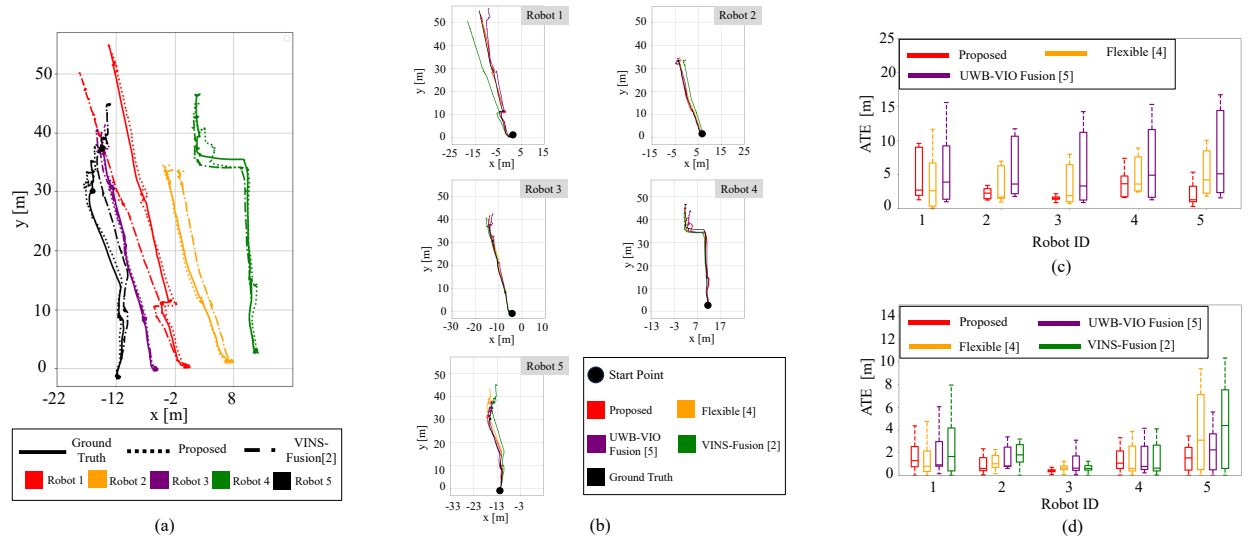 50
40
30
20
10
0
y [m]
-22 -12 -2 8
x [m]
Ground Truth
Proposed
VINS-Fusion[2]
Robot 1
Robot 2
Robot 3
Robot 4
Robot 5
(a)
Robot 1
50
40
30
20
10
0
y [m]
-25 -15 -5 5 15
x [m]
Robot 2
50
40
30
20
10
0
y [m]
-15 -5 5 15 25
x [m]
Robot 3
50
40
30
20
10
0
y [m]
-30 -20 -10 0 10
x [m]
Robot 4
50
40
30
20
10
0
y [m]
-13 -3 7 17 27
x [m]
Robot 5
50
40
30
20
10
0
y [m]
-33 -23 -13 -3
x [m]
Start Point
Proposed
Flexible [4]
UWB-VIO
Fusion [5]
VINS-Fusion [2]
Ground Truth
(b)
25
20
15
10
5
0
ATE [m]
Proposed
Flexible [4]
UWB-VIO Fusion [5]
1 2 3 4 5
Robot ID
(c)
14
12
10
8
6
4
2
0
ATE [m]
Proposed
UWB-VIO Fusion [5]
Flexible [4]
VINS-Fusion [2]
1 2 3 4 5
Robot ID
(d)